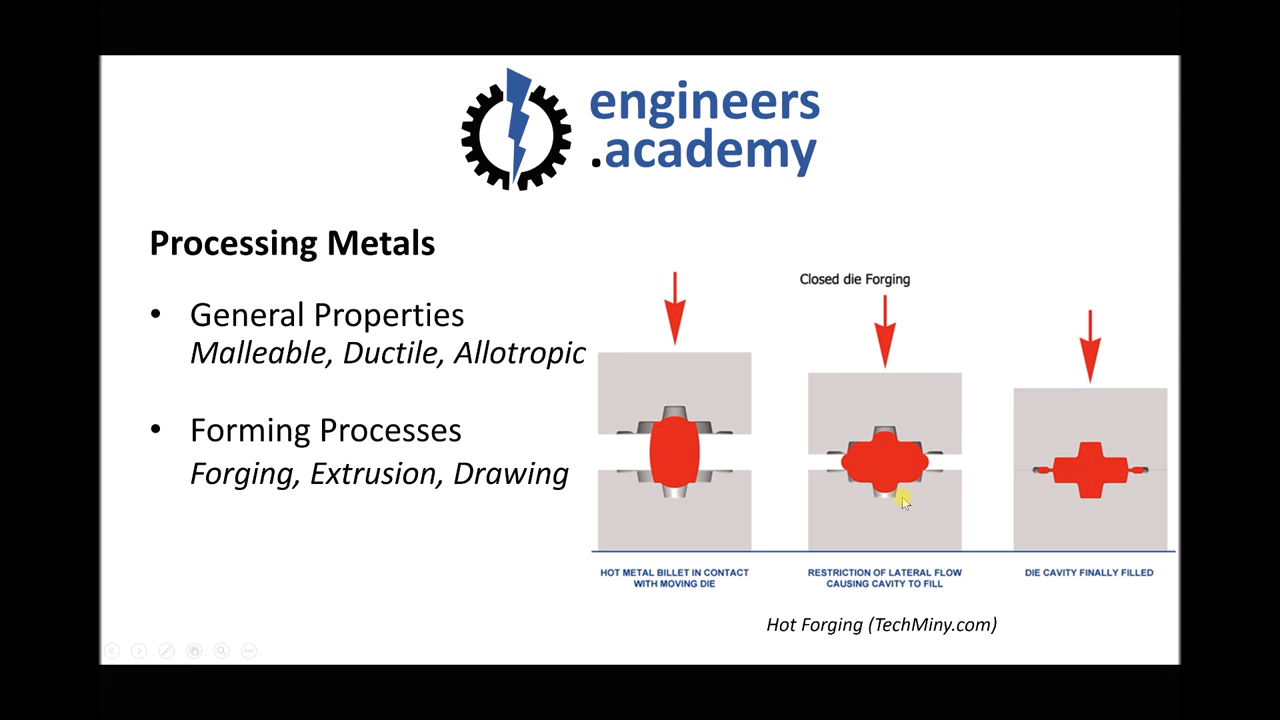 engineers
.academy
Processing Metals
• General Properties
Malleable, Ductile, Allotropic
• Forming Processes
Forging, Extrusion, Drawing
Closed die Forging
HOT METAL BILLET IN CONTACT
WITH MOVING DIE
RESTRICTION OF LATERAL FLOW
CAUSING CAVITY TO FILL
DIE CAVITY FINALLY FILLED
Hot Forging (TechMiny.com)